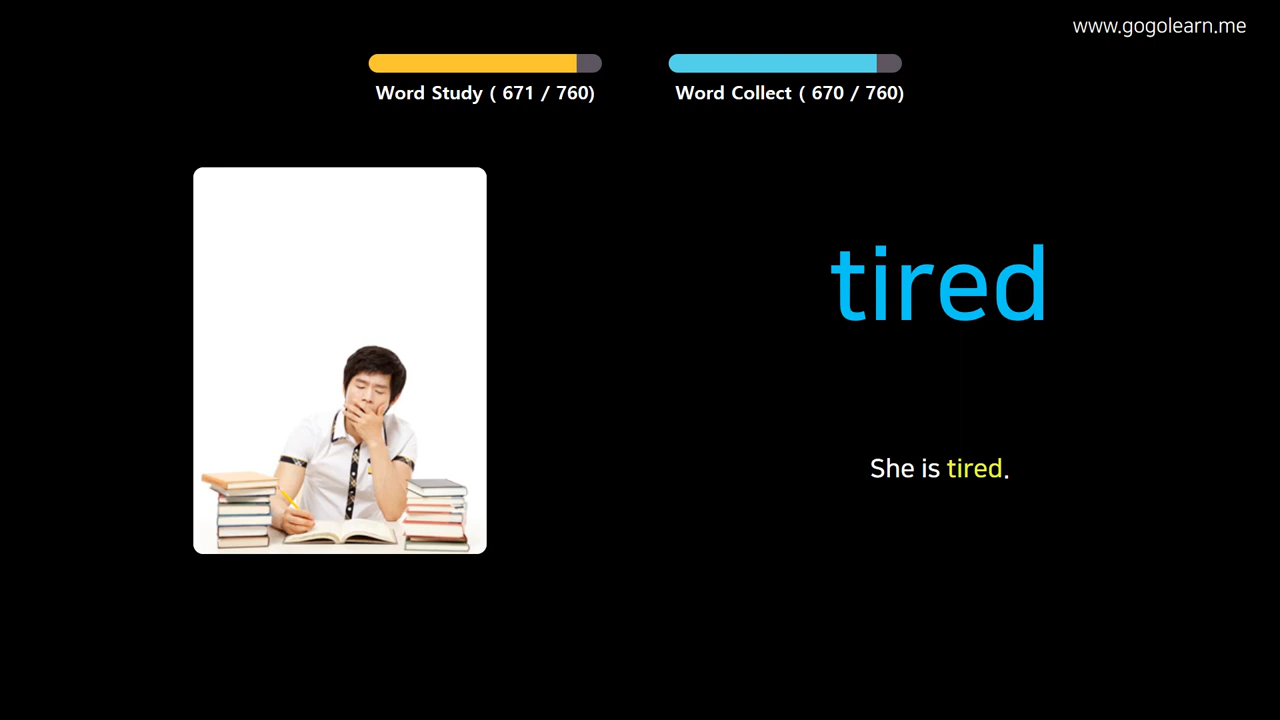 www.gogolearn.me
Word Study ( 671 / 760)
Word Collect ( 670 / 760)
tired
She is tired.